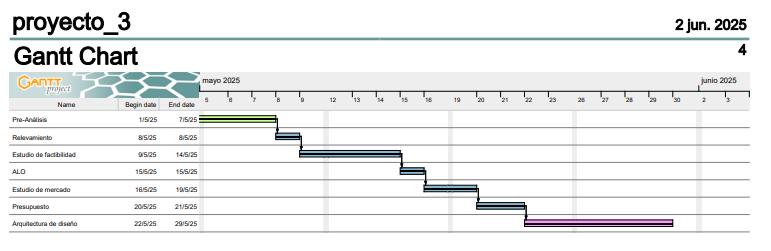 proyecto_3
2 jun. 2025
Gantt Chart
4
GANTT project
mayo 2025 junio 2025
Name Begin date End date
5 6 7 8 9 12 13 14 15 16 19 20 21 22 23 26 27 28 29 30 2 3
Pre-Análisis 1/5/25 7/5/25
Relevamiento 8/5/25 8/5/25
Estudio de factibilidad 9/5/25 14/5/25
ALO 15/5/25 15/5/25
Estudio de mercado 16/5/25 19/5/25
Presupuesto 20/5/25 21/5/25
Arquitectura de diseño 22/5/25 29/5/25